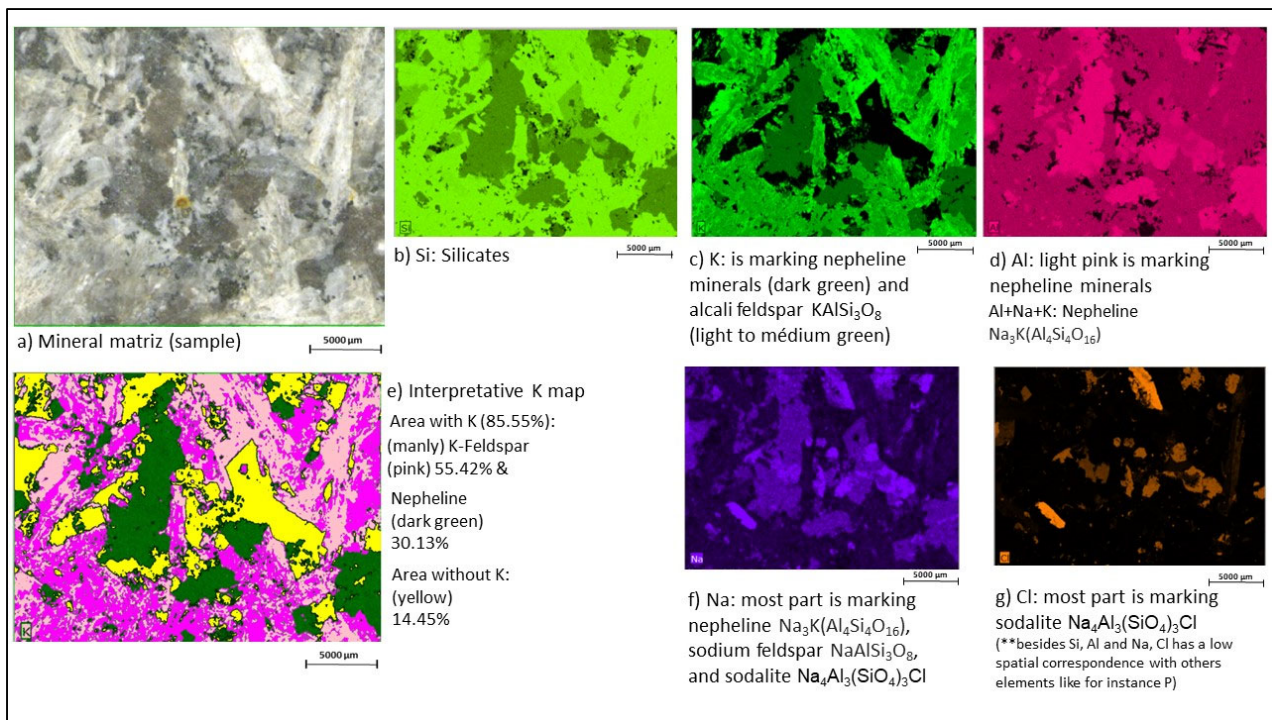 Si
K
5000 µm
5000 µm
5000 µm
b) Si: Silicates
c) K: is marking nepheline
minerals (dark green) and
alcali feldspar KAlSi₃O₈
(light to médium green)
d) Al: light pink is marking
nepheline minerals
Al+Na+K: Nepheline
Na₃K(Al₄Si₄O₁₆)
a) Mineral matriz (sample)
5000 µm
e) Interpretative K map
Area with K (85.55%):
(manly) K-Feldspar
(pink) 55.42% &
Nepheline
(dark green)
30.13%
Area without K:
(yellow)
14.45%
K
5000 µm
Na
5000 µm
f) Na: most part is marking
nepheline Na₃K(Al₄Si₄O₁₆),
sodium feldspar NaAlSi₃O₈,
and sodalite Na₄Al₃(SiO₄)₃Cl
Cl
5000 µm
g) Cl: most part is marking
sodalite Na₄Al₃(SiO₄)₃Cl
(**besides Si, Al and Na, Cl has a low
spatial correspondence with others
elements like for instance P)